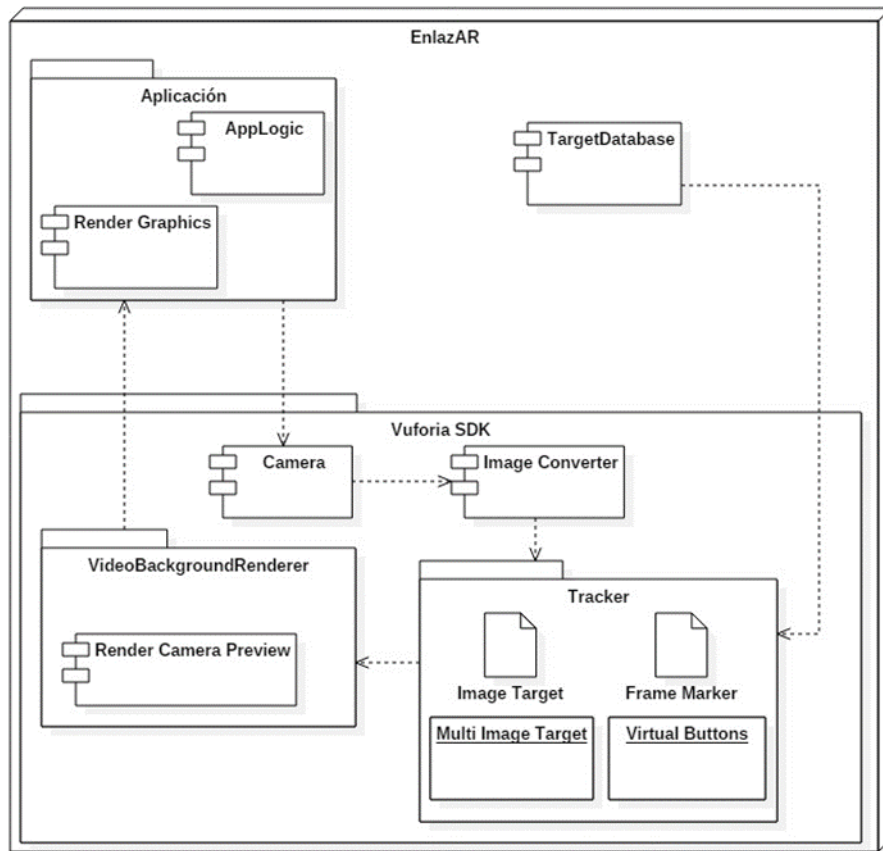 EnlazAR
Aplicación
AppLogic
TargetDatabase
Render Graphics
Vuforia SDK
Camera
Image Converter
VideoBackgroundRenderer
Tracker
Render Camera Preview
Image Target
Frame Marker
Multi Image Target
Virtual Buttons